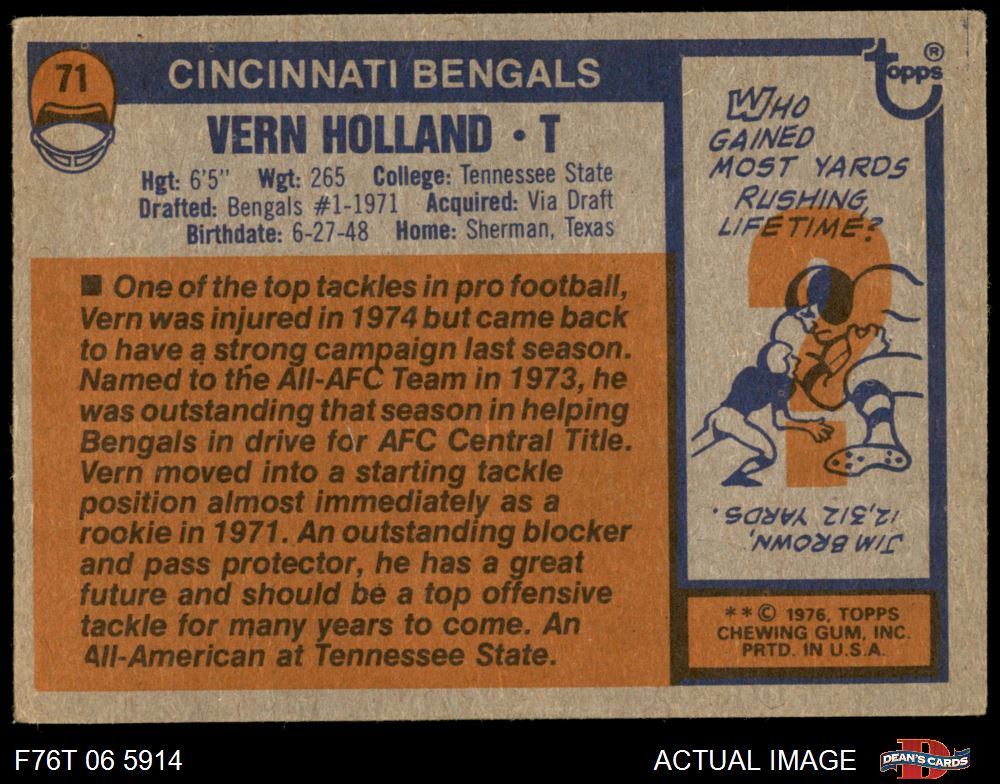 71
CINCINNATI BENGALS
VERN HOLLAND • T
Hgt: 6'5" Wgt: 265 College: Tennessee State
Drafted: Bengals #1-1971 Acquired: Via Draft
Birthdate: 6-27-48 Home: Sherman, Texas
■ One of the top tackles in pro football,
Vern was injured in 1974 but came back
to have a strong campaign last season.
Named to the All-AFC Team in 1973, he
was outstanding that season in helping
Bengals in drive for AFC Central Title.
Vern moved into a starting tackle
position almost immediately as a
rookie in 1971. An outstanding blocker
and pass protector, he has a great
future and should be a top offensive
tackle for many years to come. An
All-American at Tennessee State.
topps®
WHO
GAINED
MOST YARDS
RUSHING,
LIFETIME?
JIM BROWN,
12,312 YARDS.
**© 1976, TOPPS
CHEWING GUM, INC.
PRTD. IN U.S.A.
F76T 06 5914
ACTUAL IMAGE
D
DEAN'S CARDS